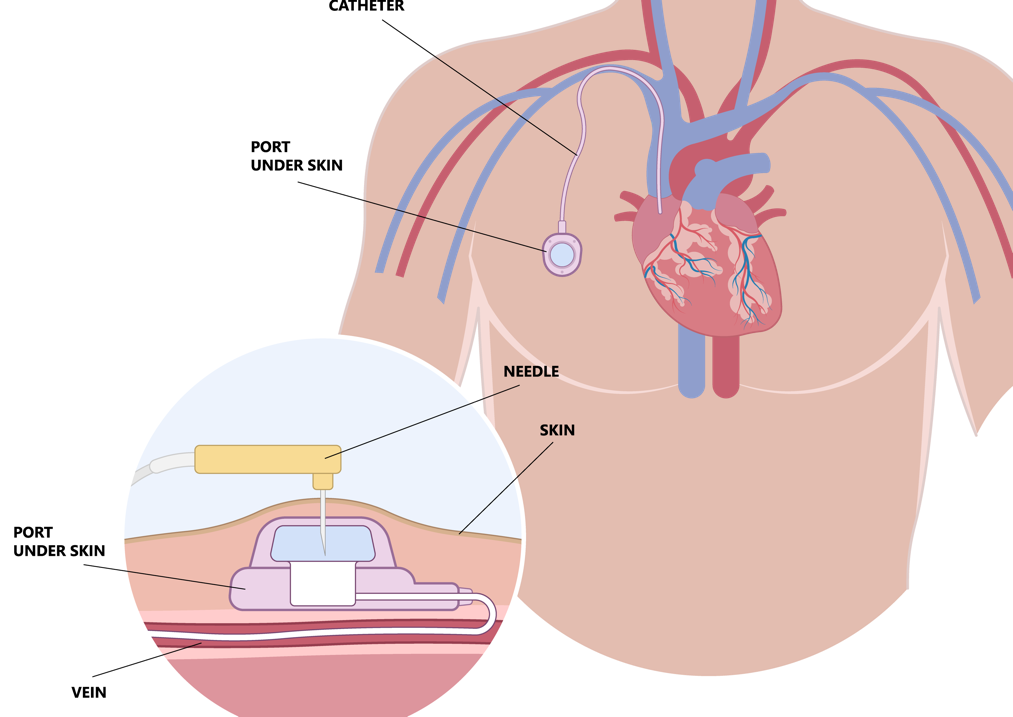 CATHETER
PORT
UNDER SKIN
NEEDLE
SKIN
PORT
UNDER SKIN
VEIN